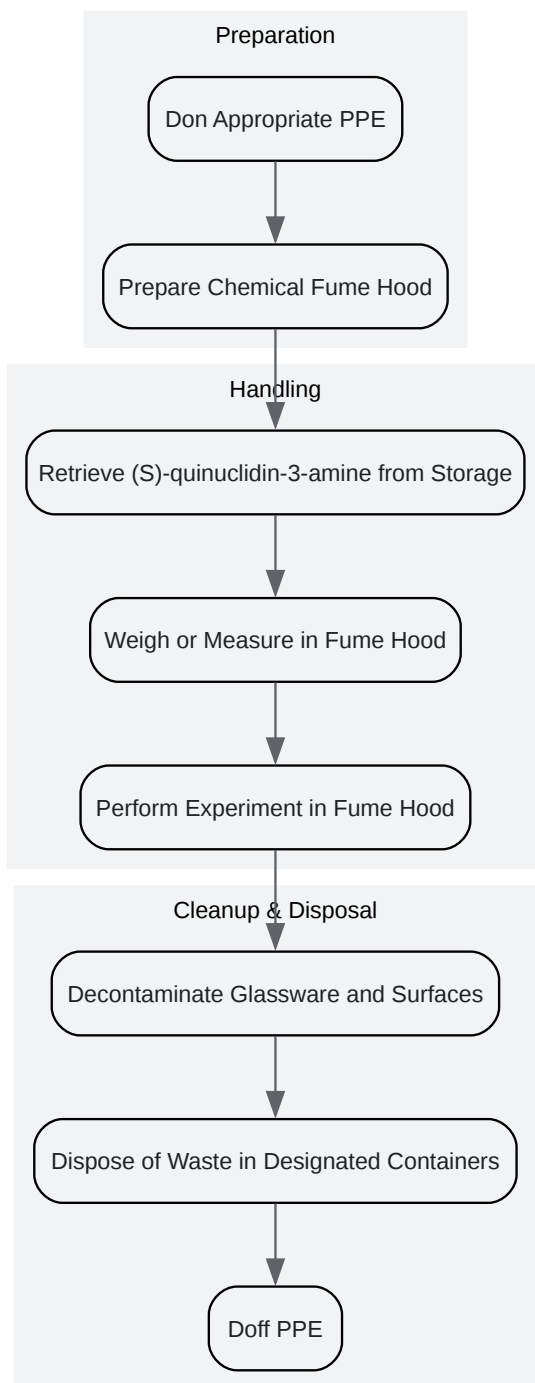 Preparation
Don Appropriate PPE
Prepare Chemical Fume Hood
Handling
Retrieve (S)-quinuclidin-3-amine from Storage
Weigh or Measure in Fume Hood
Perform Experiment in Fume Hood
Cleanup & Disposal
Decontaminate Glassware and Surfaces
Dispose of Waste in Designated Containers
Doff PPE